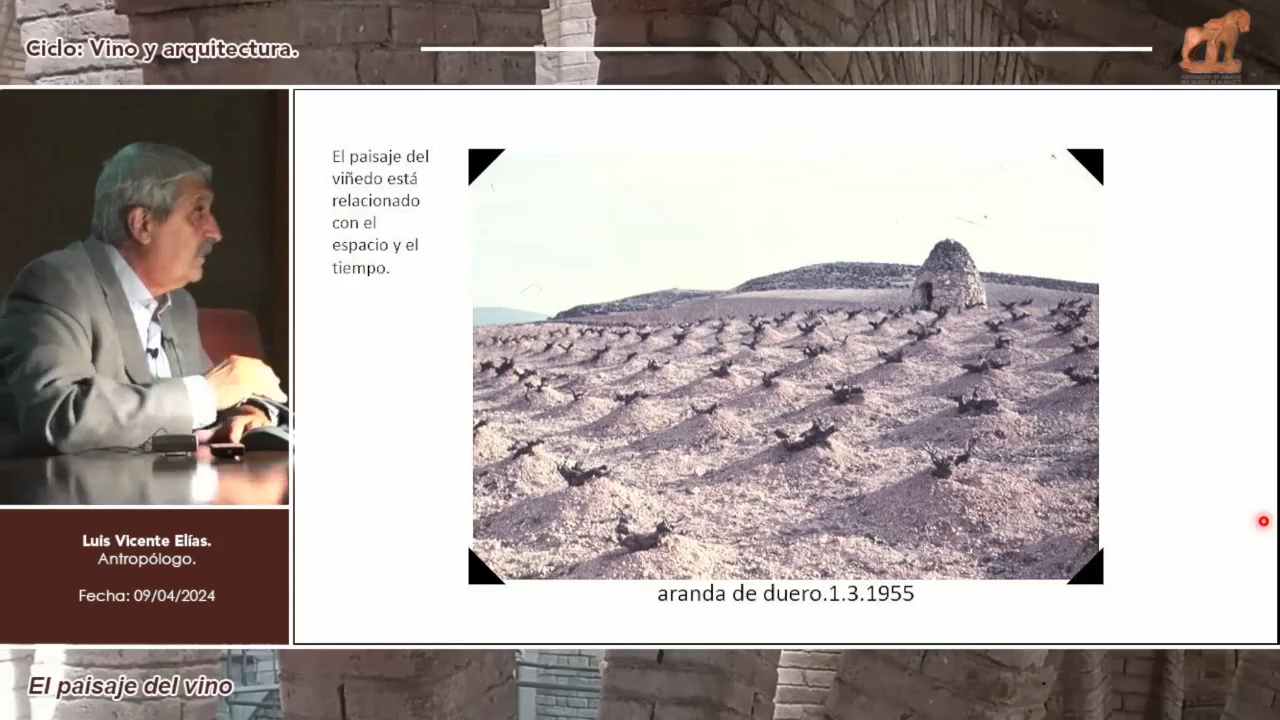 Ciclo: Vino y arquitectura.
El paisaje del
viñedo está
relacionado
con el
espacio y el
tiempo.
aranda de duero.1.3.1955
Luis Vicente Elías.
Antropólogo.
Fecha: 09/04/2024
El paisaje del vino